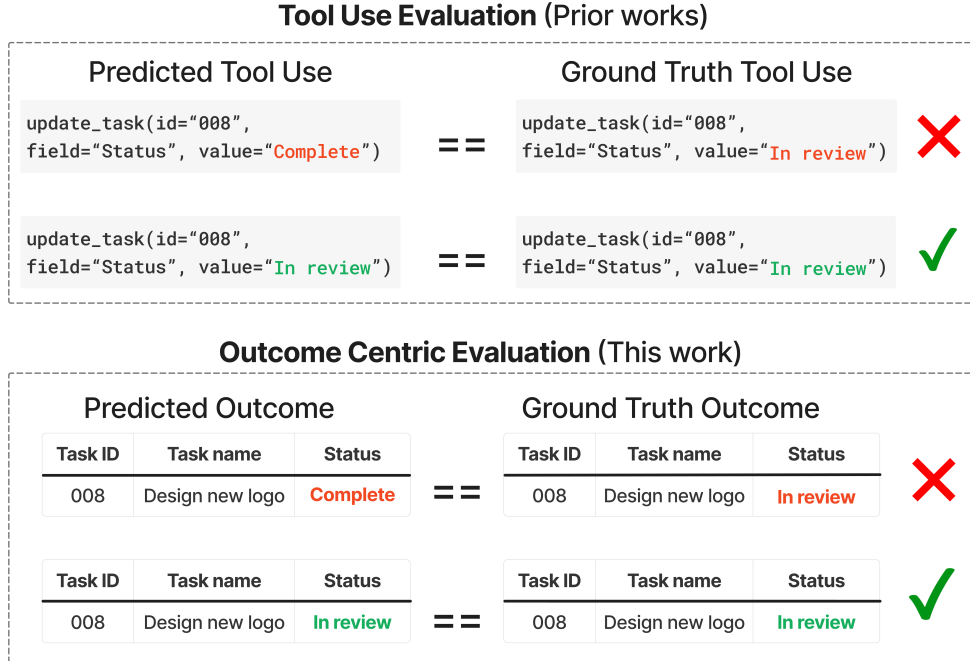 Tool Use Evaluation (Prior works)
Predicted Tool Use
Ground Truth Tool Use
update_task(id=“008”,
field=“Status”, value=“Complete”)
==
update_task(id=“008”,
field=“Status”, value=“In review”)
update_task(id=“008”,
field=“Status”, value=“In review”)
==
update_task(id=“008”,
field=“Status”, value=“In review”)
Outcome Centric Evaluation (This work)
Predicted Outcome
Ground Truth Outcome
Task ID Task name Status
008 Design new logo Complete
==
Task ID Task name Status
008 Design new logo In review
Task ID Task name Status
008 Design new logo In review
==
Task ID Task name Status
008 Design new logo In review